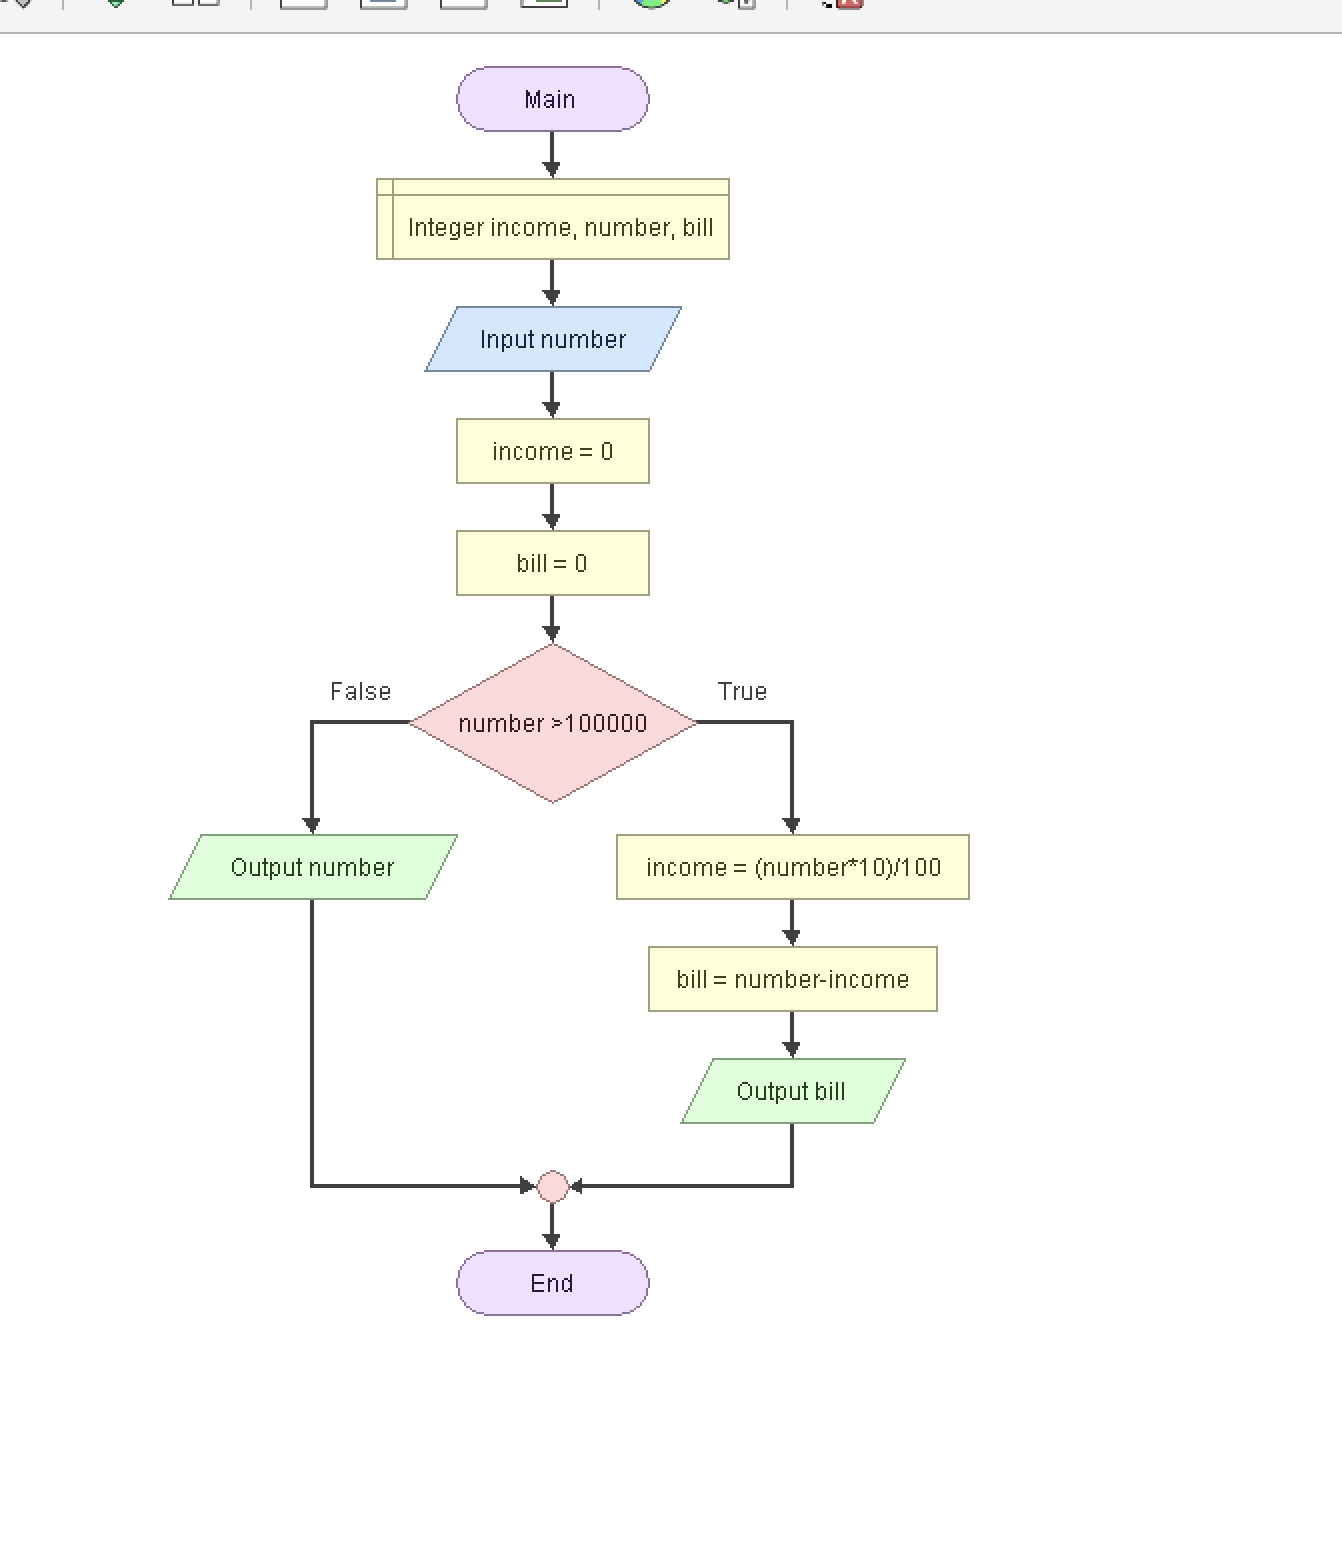 Main
Integer income, number, bill
Input number
income = 0
bill = 0
False
True
number >100000
Output number
income = (number*10)/100
bill = number-income
Output bill
End